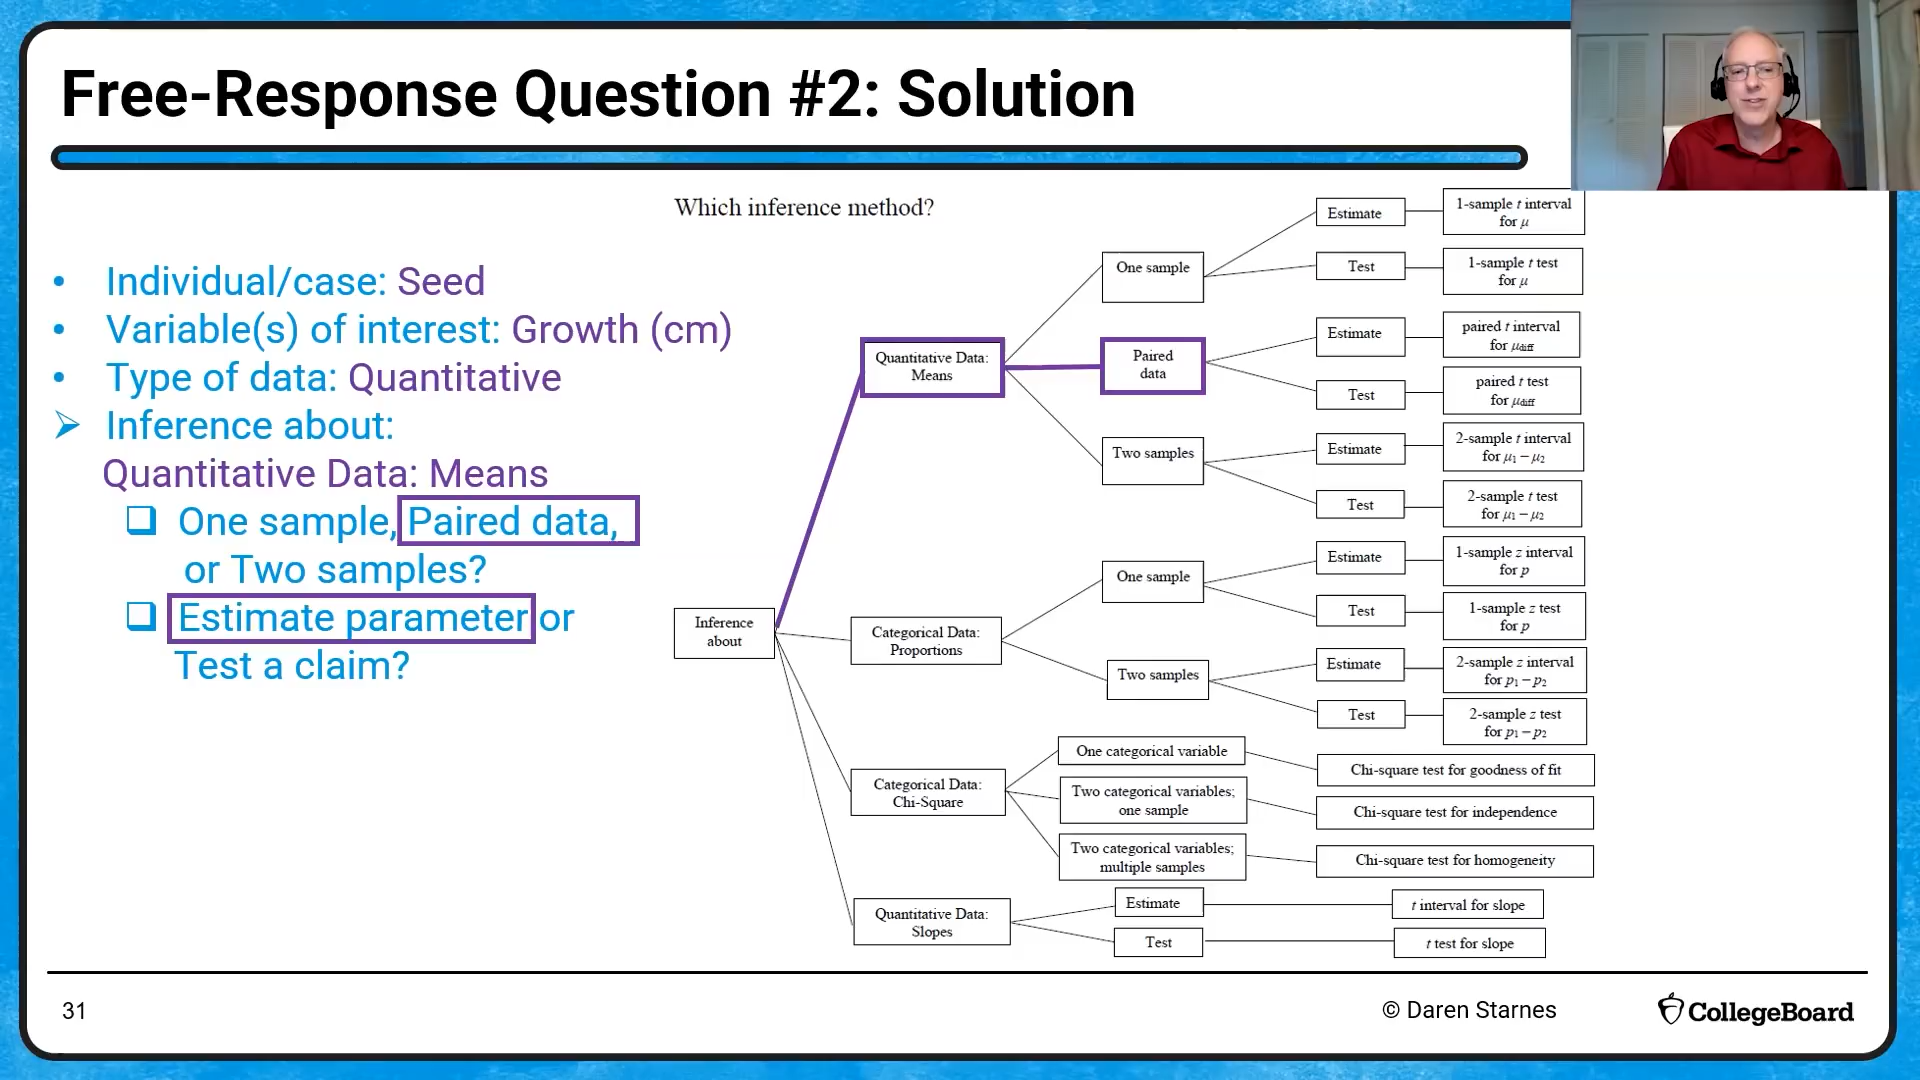 Free-Response Question #2: Solution
Which inference method?
• Individual/case: Seed
• Variable(s) of interest: Growth (cm)
• Type of data: Quantitative
➢ Inference about:
Quantitative Data: Means
❑ One sample, Paired data,
or Two samples?
❑ Estimate parameter or
Test a claim?
Inference
about
Quantitative Data:
Means
One sample
Estimate
1-sample t interval
for μ
Test
1-sample t test
for μ
Paired
data
Estimate
paired t interval
for μdiff
Test
paired t test
for μdiff
Two samples
Estimate
2-sample t interval
for μ₁ − μ₂
Test
2-sample t test
for μ₁ − μ₂
Categorical Data:
Proportions
One sample
Estimate
1-sample z interval
for p
Test
1-sample z test
for p
Two samples
Estimate
2-sample z interval
for p₁ − p₂
Test
2-sample z test
for p₁ − p₂
Categorical Data:
Chi-Square
One categorical variable
Chi-square test for goodness of fit
Two categorical variables;
one sample
Chi-square test for independence
Two categorical variables;
multiple samples
Chi-square test for homogeneity
Quantitative Data:
Slopes
Estimate
t interval for slope
Test
t test for slope
31
© Daren Starnes
CollegeBoard